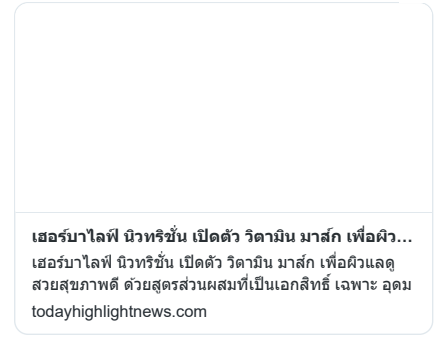 เฮอร์บาไลฟ์ นิวทริชั่น เปิดตัว วิตามิน มาส์ก เพื่อผิว...
เฮอร์บาไลฟ์ นิวทริชั่น เปิดตัว วิตามิน มาส์ก เพื่อผิวแลดู
สวยสุขภาพดี ด้วยสูตรส่วนผสมที่เป็นเอกสิทธิ์ เฉพาะ อุดม
todayhighlightnews.com